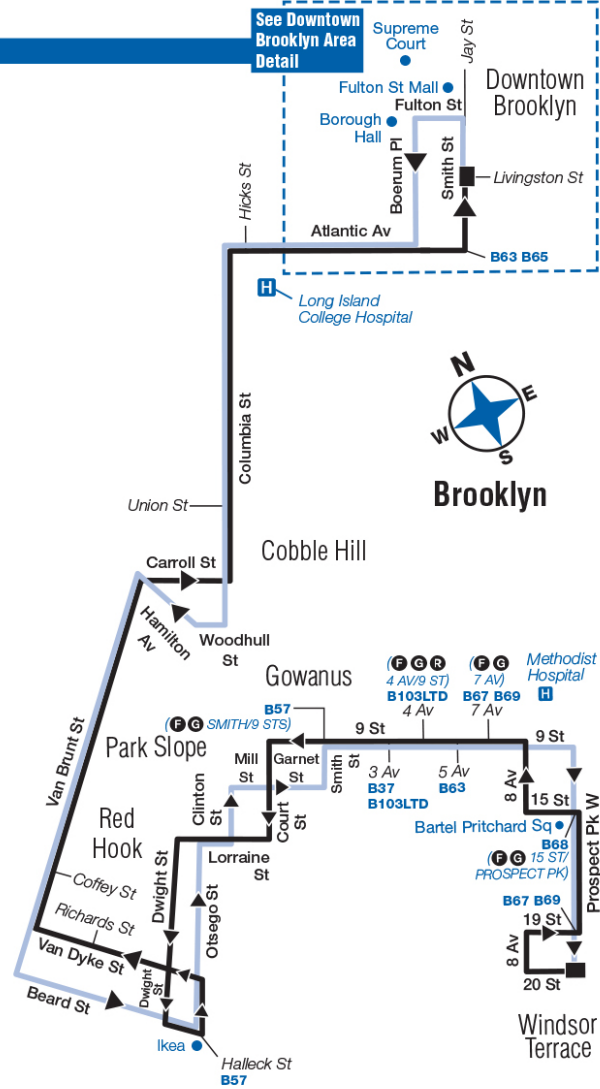 See Downtown
Brooklyn Area
Detail
Supreme
Court
Jay St
Downtown
Brooklyn
Fulton St Mall
Fulton St
Borough
Hall
Boerum Pl
Smith St
Livingston St
Hicks St
Atlantic Av
B63 B65
H
Long Island
College Hospital
N
E
W
S
Brooklyn
Columbia St
Union St
Cobble Hill
Carroll St
Hamilton
Av
Woodhull
St
Gowanus
(F G R
4 AV/9 ST)
B103LTD
4 Av
(F G
7 AV)
B67 B69
7 Av
Methodist
Hospital
H
B57
(F G SMITH/9 STS)
9 St
9 St
Van Brunt St
Park Slope
Mill
St
Garnet
St
Smith
St
3 Av
B37
B103LTD
5 Av
B63
8 Av
15 St
Clinton
St
Court
St
Bartel Pritchard Sq
B68
(F G 15 ST/
PROSPECT PK)
Prospect Pk W
Red
Hook
Dwight St
Lorraine
St
Coffey St
Richards St
Otsego St
B67 B69
19 St
8 Av
20 St
Van Dyke St
Dwight
St
Beard St
Ikea
Halleck St
B57
Windsor
Terrace